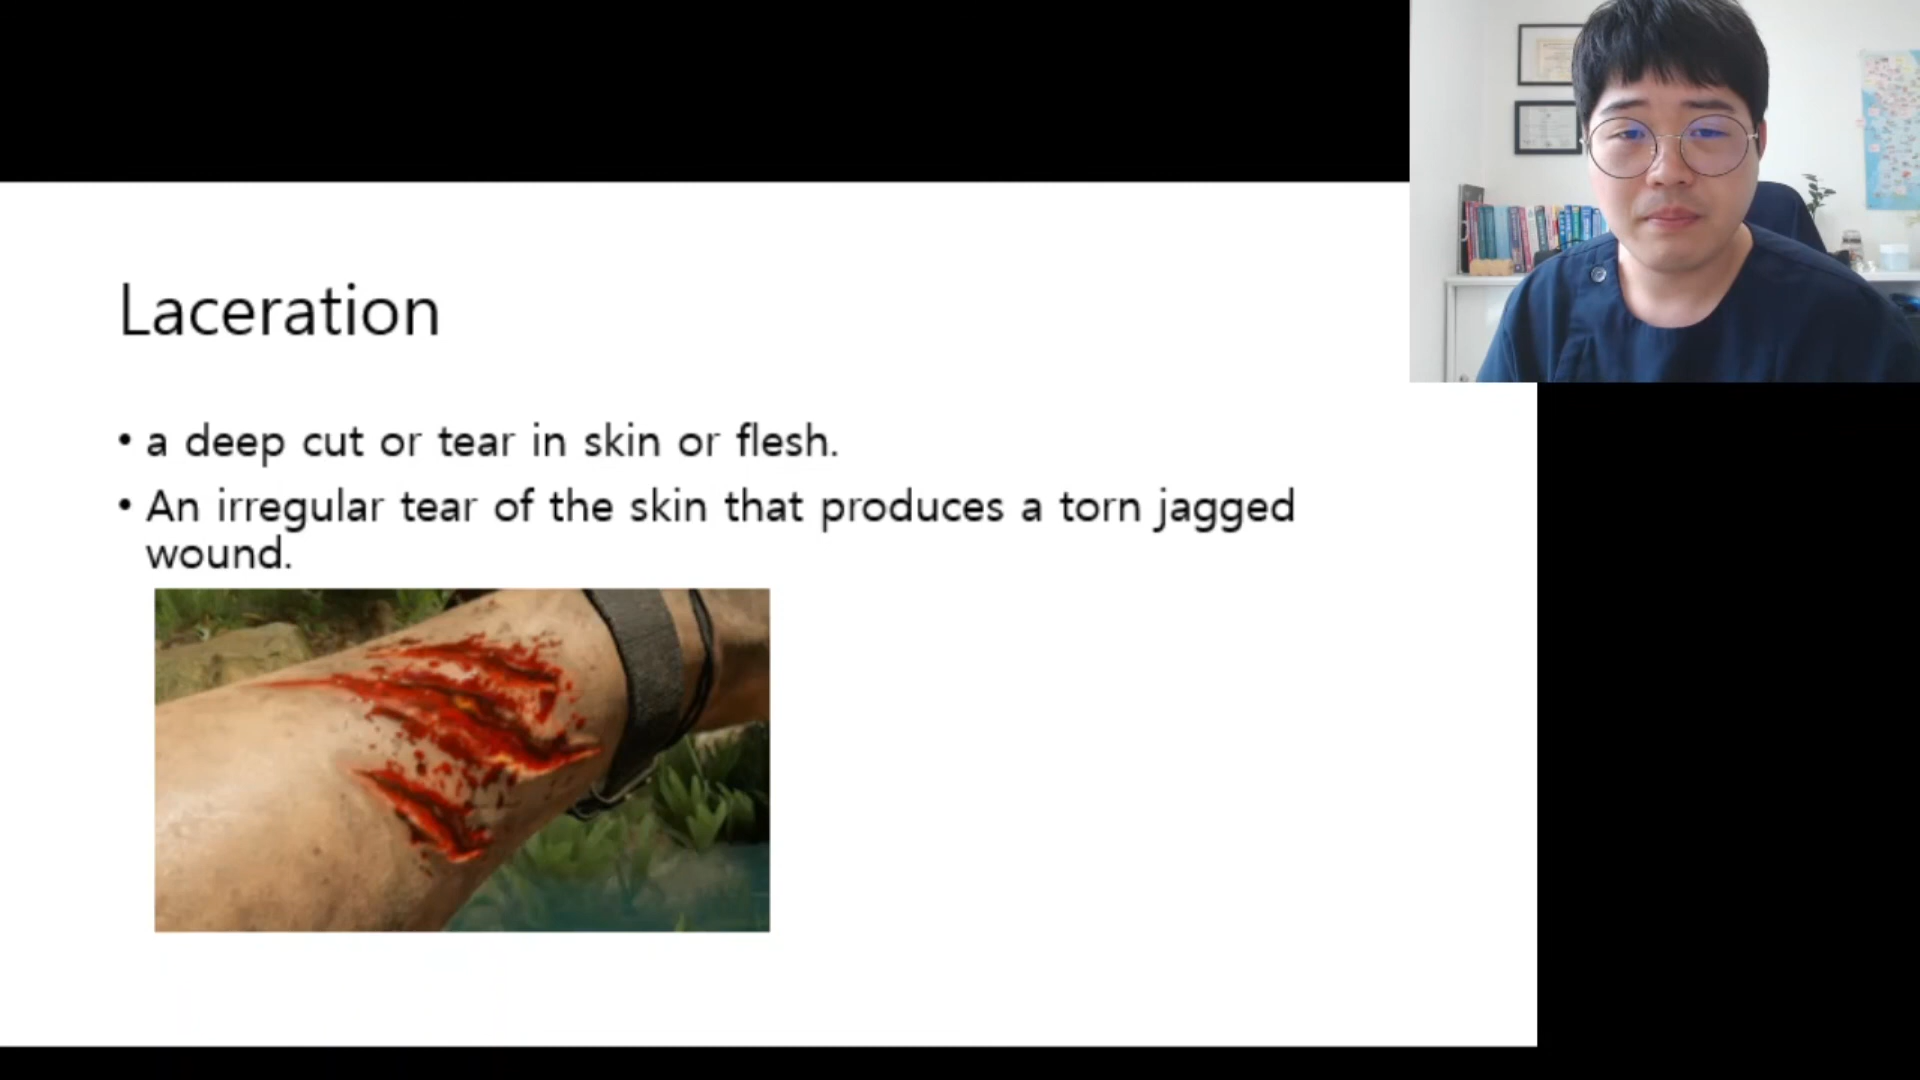 Laceration
• a deep cut or tear in skin or flesh.
• An irregular tear of the skin that produces a torn jagged
wound.